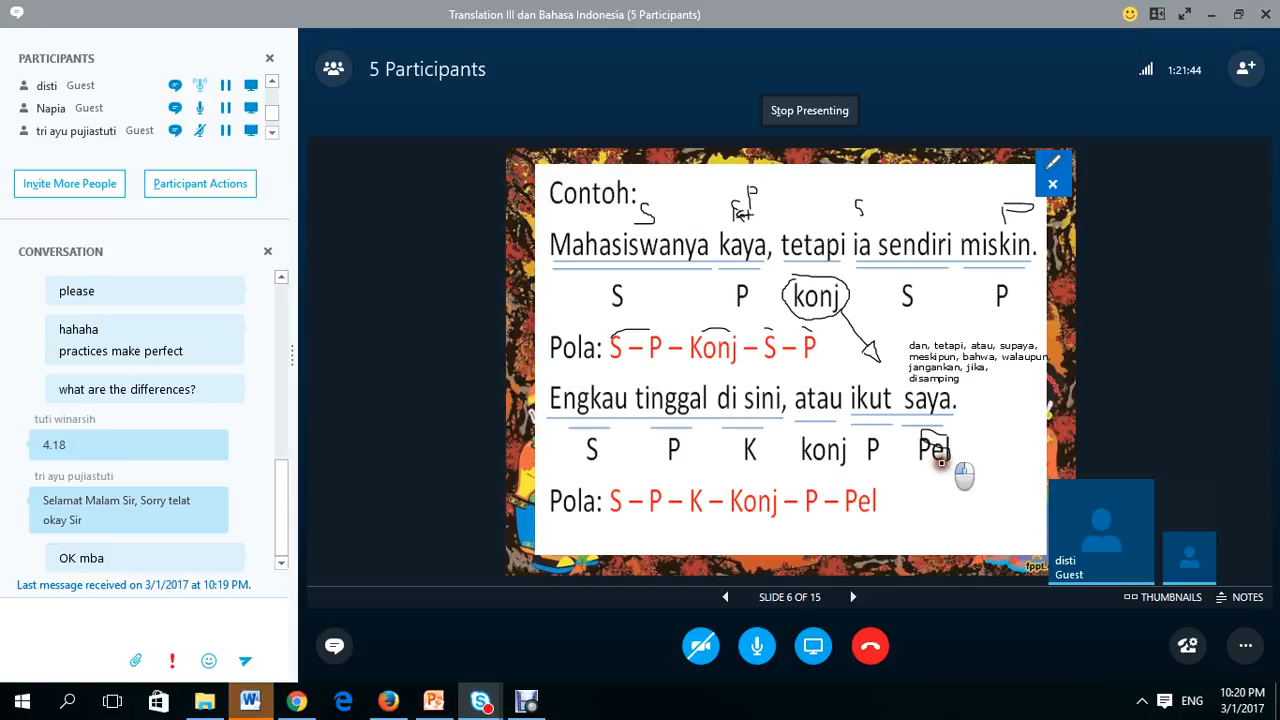 Translation III dan Bahasa Indonesia (5 Participants)
PARTICIPANTS
disti Guest
Napia Guest
tri ayu pujiastuti Guest
Invite More People
Participant Actions
CONVERSATION
please
hahaha
practices make perfect
what are the differences?
tuti winarsih
4.18
tri ayu pujiastuti
Selamat Malam Sir, Sorry telat
okay Sir
OK mba
Last message received on 3/1/2017 at 10:19 PM.
5 Participants
1:21:44
Stop Presenting
Contoh:
S P S P
Mahasiswanya kaya, tetapi ia sendiri miskin.
S P konj S P
Pola: S – P – Konj – S – P
dan, tetapi, atau, supaya,
meskipun, bahwa, walaupun,
jangankan, jika,
disamping
Engkau tinggal di sini, atau ikut saya.
S P K konj P Pel
Pola: S – P – K – Konj – P – Pel
fppt.
disti
Guest
SLIDE 6 OF 15
THUMBNAILS
NOTES
ENG
10:20 PM
3/1/2017